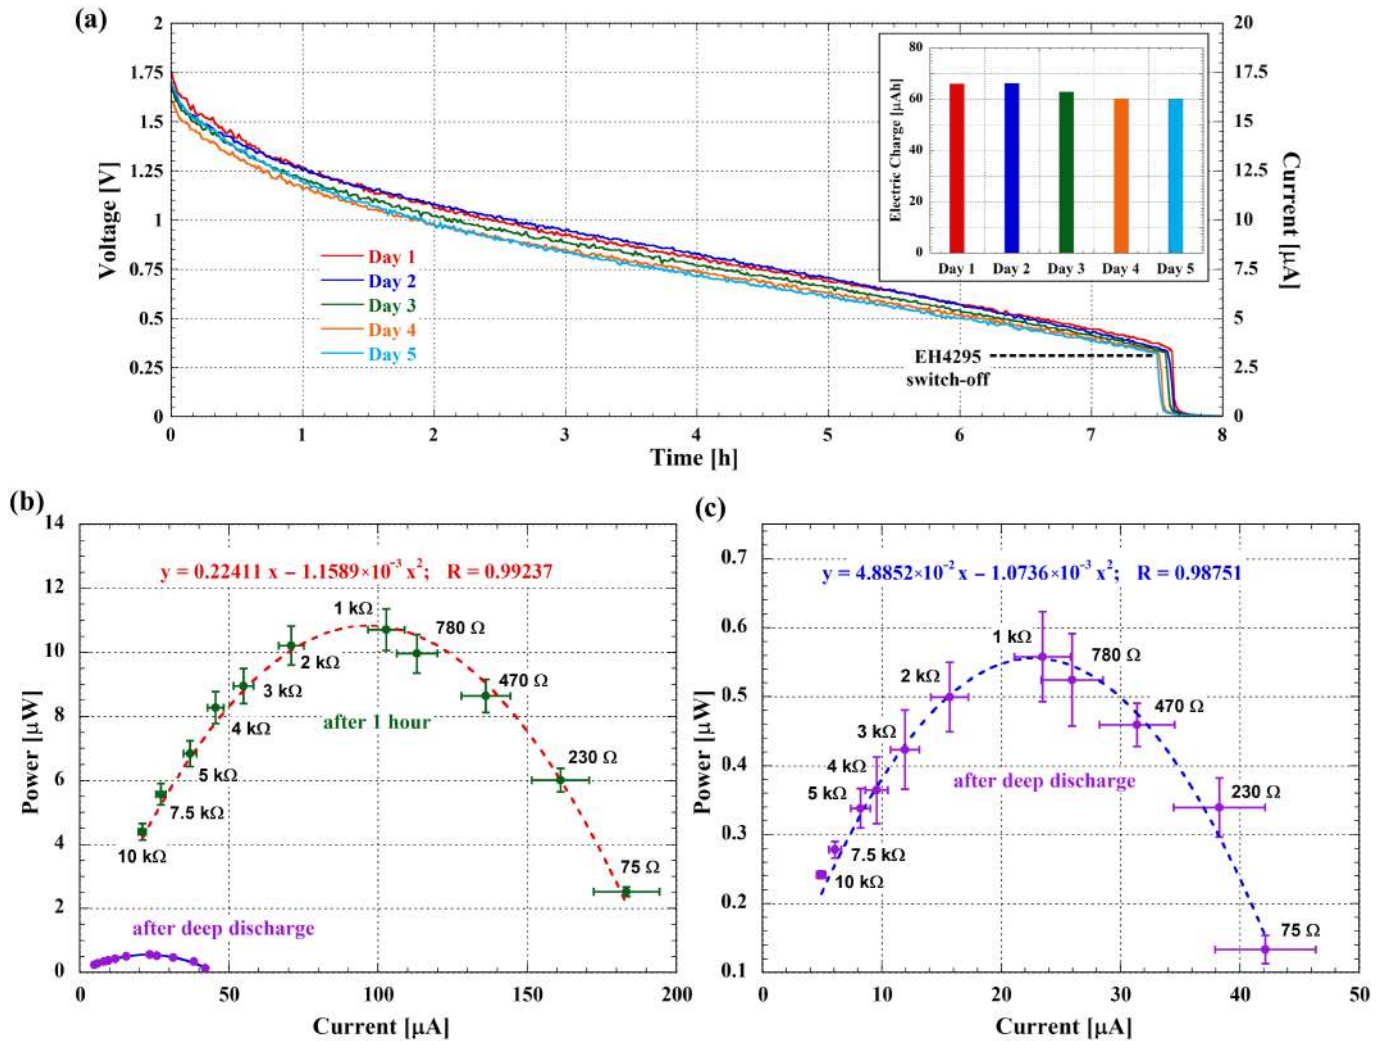 (a)
2
1.75
1.5
1.25
1
0.75
0.5
0.25
0
Voltage [V]
20
17.5
15
12.5
10
7.5
5
2.5
0
Current [µA]
0 1 2 3 4 5 6 7 8
Time [h]
Day 1
Day 2
Day 3
Day 4
Day 5
EH4295
switch-off
80
60
40
20
0
Electric Charge [µAh]
Day 1 Day 2 Day 3 Day 4 Day 5
(b)
14
12
10
8
6
4
2
0
Power [µW]
y = 0.22411 x − 1.1589×10⁻³ x²; R = 0.99237
1 kΩ
780 Ω
2 kΩ
470 Ω
3 kΩ
after 1 hour
4 kΩ
5 kΩ
230 Ω
7.5 kΩ
10 kΩ
75 Ω
after deep discharge
0 50 100 150 200
Current [µA]
(c)
0.7
0.6
0.5
0.4
0.3
0.2
0.1
Power [µW]
y = 4.8852×10⁻² x − 1.0736×10⁻³ x²; R = 0.98751
1 kΩ
780 Ω
2 kΩ
470 Ω
3 kΩ
4 kΩ
after deep discharge
5 kΩ
230 Ω
7.5 kΩ
10 kΩ
75 Ω
0 10 20 30 40 50
Current [µA]